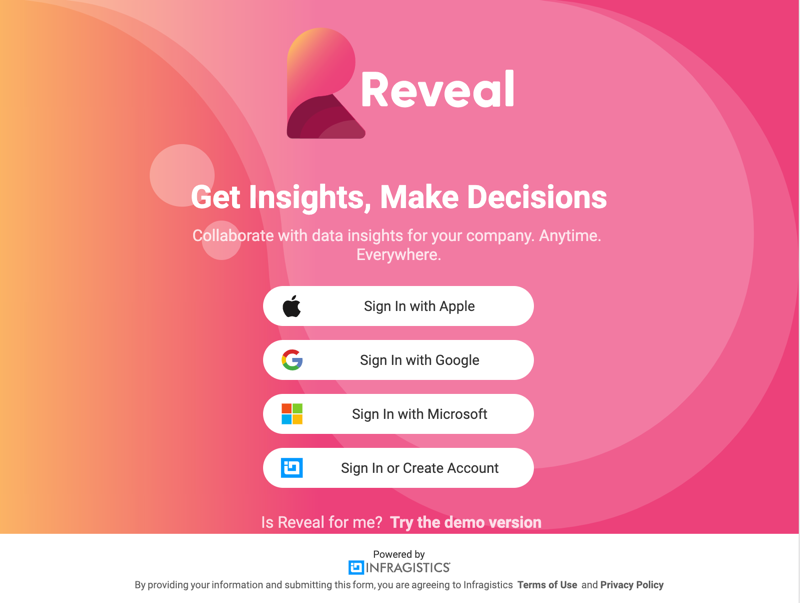 Reveal
Get Insights, Make Decisions
Collaborate with data insights for your company. Anytime.
Everywhere.
Sign In with Apple
Sign In with Google
Sign In with Microsoft
Sign In or Create Account
Is Reveal for me? Try the demo version
Powered by
INFRAGISTICS
By providing your information and submitting this form, you are agreeing to Infragistics Terms of Use and Privacy Policy